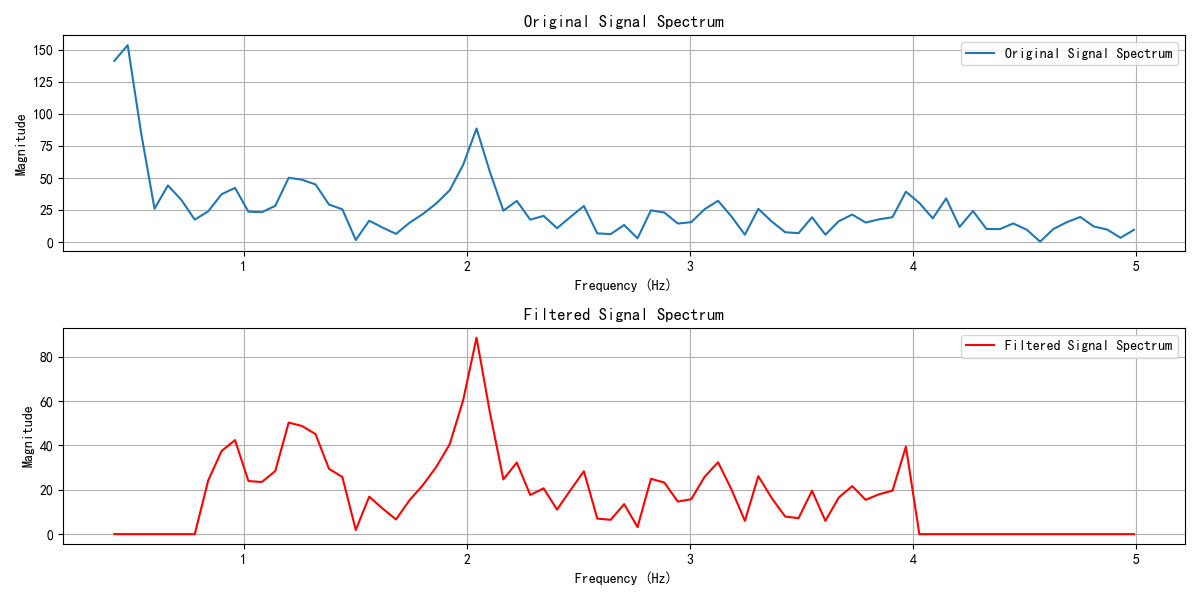 Original Signal Spectrum
Original Signal Spectrum
Magnitude
150
125
100
75
50
25
0
1 2 3 4 5
Frequency (Hz)
Filtered Signal Spectrum
Filtered Signal Spectrum
Magnitude
80
60
40
20
0
1 2 3 4 5
Frequency (Hz)